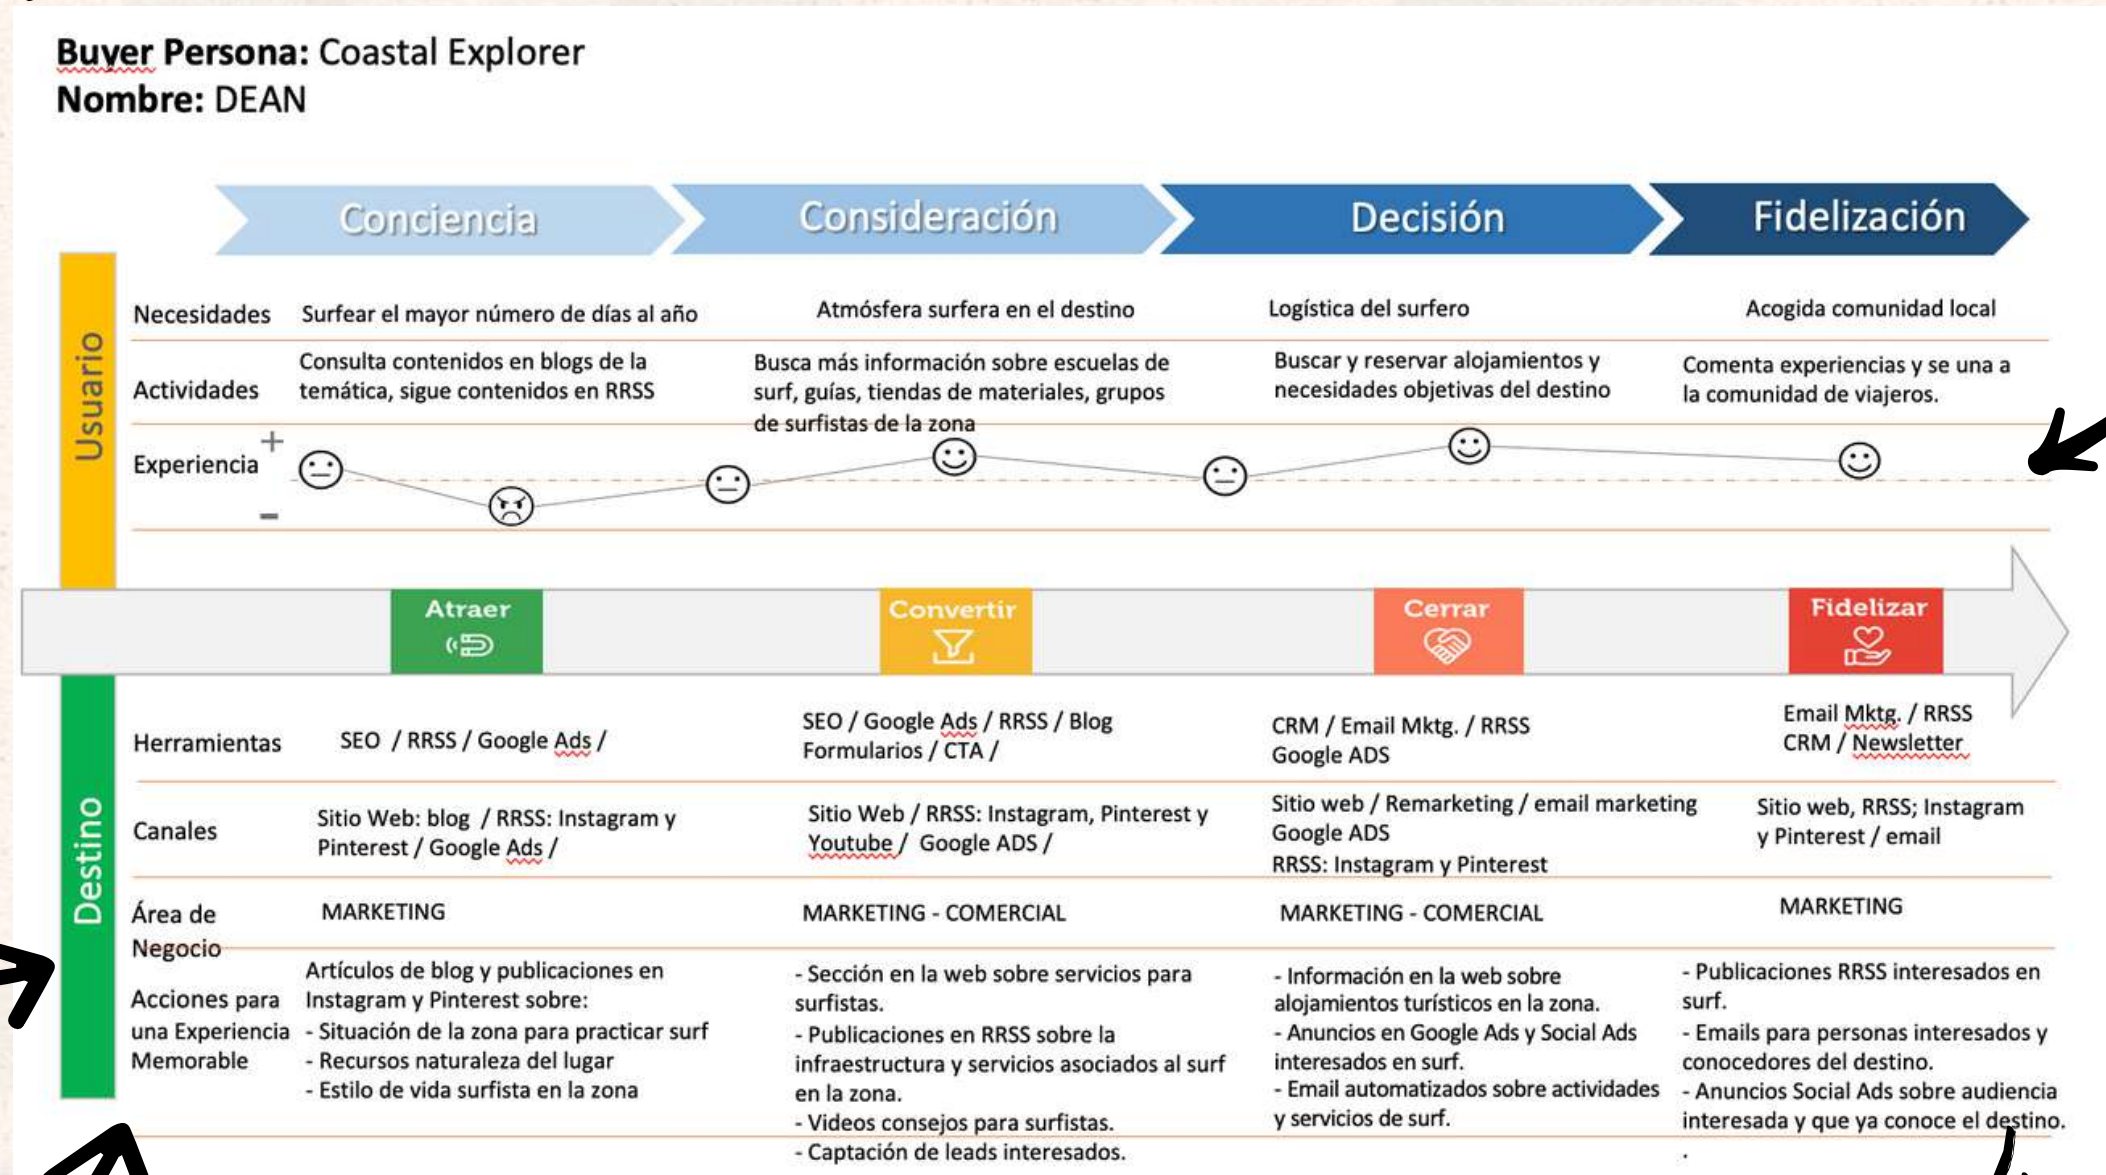 Buyer Persona: Coastal Explorer
Nombre: DEAN
Conciencia
Consideración
Decisión
Fidelización
Usuario
Necesidades
Surfear el mayor número de días al año
Atmósfera surfera en el destino
Logística del surfero
Acogida comunidad local
Actividades
Consulta contenidos en blogs de la
temática, sigue contenidos en RRSS
Busca más información sobre escuelas de
surf, guías, tiendas de materiales, grupos
de surfistas de la zona
Buscar y reservar alojamientos y
necesidades objetivas del destino
Comenta experiencias y se una a
la comunidad de viajeros.
Experiencia
+
-
Atraer
Convertir
Cerrar
Fidelizar
Destino
Herramientas
SEO / RRSS / Google Ads /
SEO / Google Ads / RRSS / Blog
Formularios / CTA /
CRM / Email Mktg. / RRSS
Google ADS
Email Mktg. / RRSS
CRM / Newsletter
Canales
Sitio Web: blog / RRSS: Instagram y
Pinterest / Google Ads /
Sitio Web / RRSS: Instagram, Pinterest y
Youtube / Google ADS /
Sitio web / Remarketing / email marketing
Google ADS
RRSS: Instagram y Pinterest
Sitio web, RRSS; Instagram
y Pinterest / email
Área de
Negocio
MARKETING
MARKETING - COMERCIAL
MARKETING - COMERCIAL
MARKETING
Acciones para
una Experiencia
Memorable
Artículos de blog y publicaciones en
Instagram y Pinterest sobre:
- Situación de la zona para practicar surf
- Recursos naturaleza del lugar
- Estilo de vida surfista en la zona
- Sección en la web sobre servicios para
surfistas.
- Publicaciones en RRSS sobre la
infraestructura y servicios asociados al surf
en la zona.
- Videos consejos para surfistas.
- Captación de leads interesados.
- Información en la web sobre
alojamientos turísticos en la zona.
- Anuncios en Google Ads y Social Ads
interesados en surf.
- Email automatizados sobre actividades
y servicios de surf.
- Publicaciones RRSS interesados en
surf.
- Emails para personas interesados y
conocedores del destino.
- Anuncios Social Ads sobre audiencia
interesada y que ya conoce el destino.
.